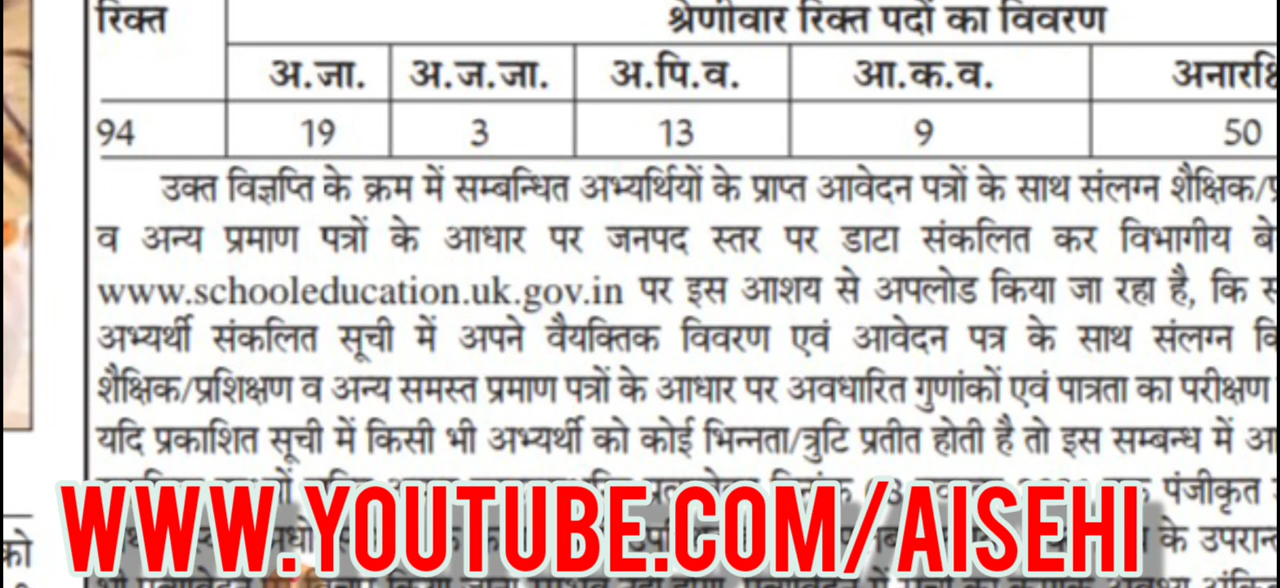 रिक्त श्रेणीवार रिक्त पदों का विवरण
अ.जा. अ.ज.जा. अ.पि.व. आ.क.व. अनारक्षि
94 19 3 13 9 50
उक्त विज्ञप्ति के क्रम में सम्बन्धित अभ्यर्थियों के प्राप्त आवेदन पत्रों के साथ संलग्न शैक्षिक/प्र
व अन्य प्रमाण पत्रों के आधार पर जनपद स्तर पर डाटा संकलित कर विभागीय वे
www.schooleducation.uk.gov.in पर इस आशय से अपलोड किया जा रहा है, कि स
अभ्यर्थी संकलित सूची में अपने वैयक्तिक विवरण एवं आवेदन पत्र के साथ संलग्न वि
शैक्षिक/प्रशिक्षण व अन्य समस्त प्रमाण पत्रों के आधार पर अवधारित गुणांकों एवं पात्रता का परीक्षण
यदि प्रकाशित सूची में किसी भी अभ्यर्थी को कोई भिन्नता/त्रुटि प्रतीत होती है तो इस सम्बन्ध में अ
पंजीकृत
WWW.YOUTUBE.COM/AISEHI
को के उपरान्